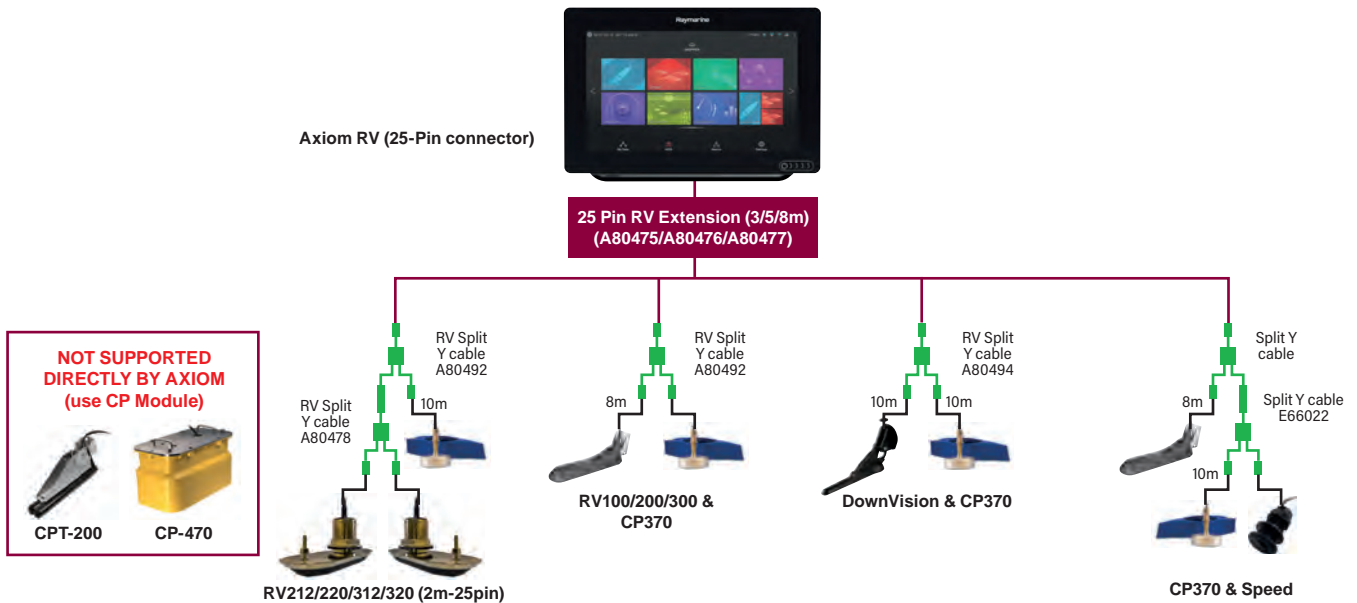 Raymarine
Axiom RV (25-Pin connector)
25 Pin RV Extension (3/5/8m)
(A80475/A80476/A80477)
NOT SUPPORTED
DIRECTLY BY AXIOM
(use CP Module)
CPT-200
CP-470
RV Split
Y cable
A80492
RV Split
Y cable
A80478
10m
RV212/220/312/320 (2m-25pin)
RV Split
Y cable
A80492
8m
RV100/200/300 &
CP370
RV Split
Y cable
A80494
10m
10m
DownVision & CP370
Split Y
cable
8m
Split Y cable
E66022
10m
CP370 & Speed